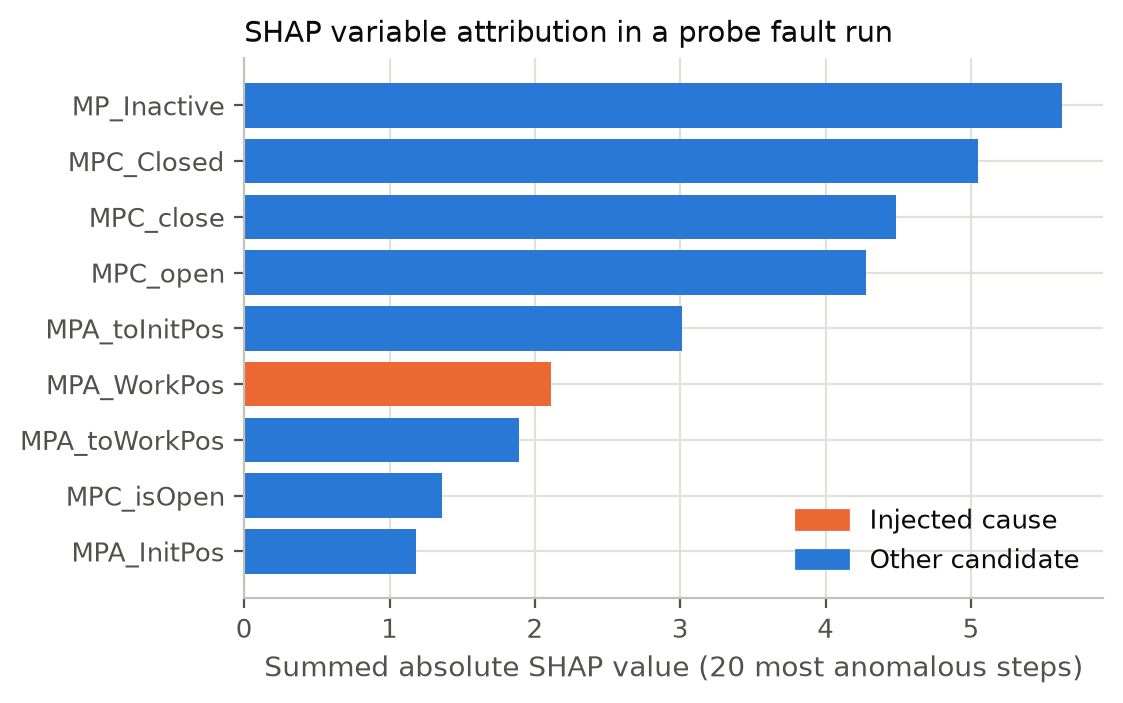 SHAP variable attribution in a probe fault run
MP_Inactive
MPC_Closed
MPC_close
MPC_open
MPA_toInitPos
MPA_WorkPos
MPA_toWorkPos
MPC_isOpen
MPA_InitPos
Injected cause
Other candidate
0 1 2 3 4 5
Summed absolute SHAP value (20 most anomalous steps)